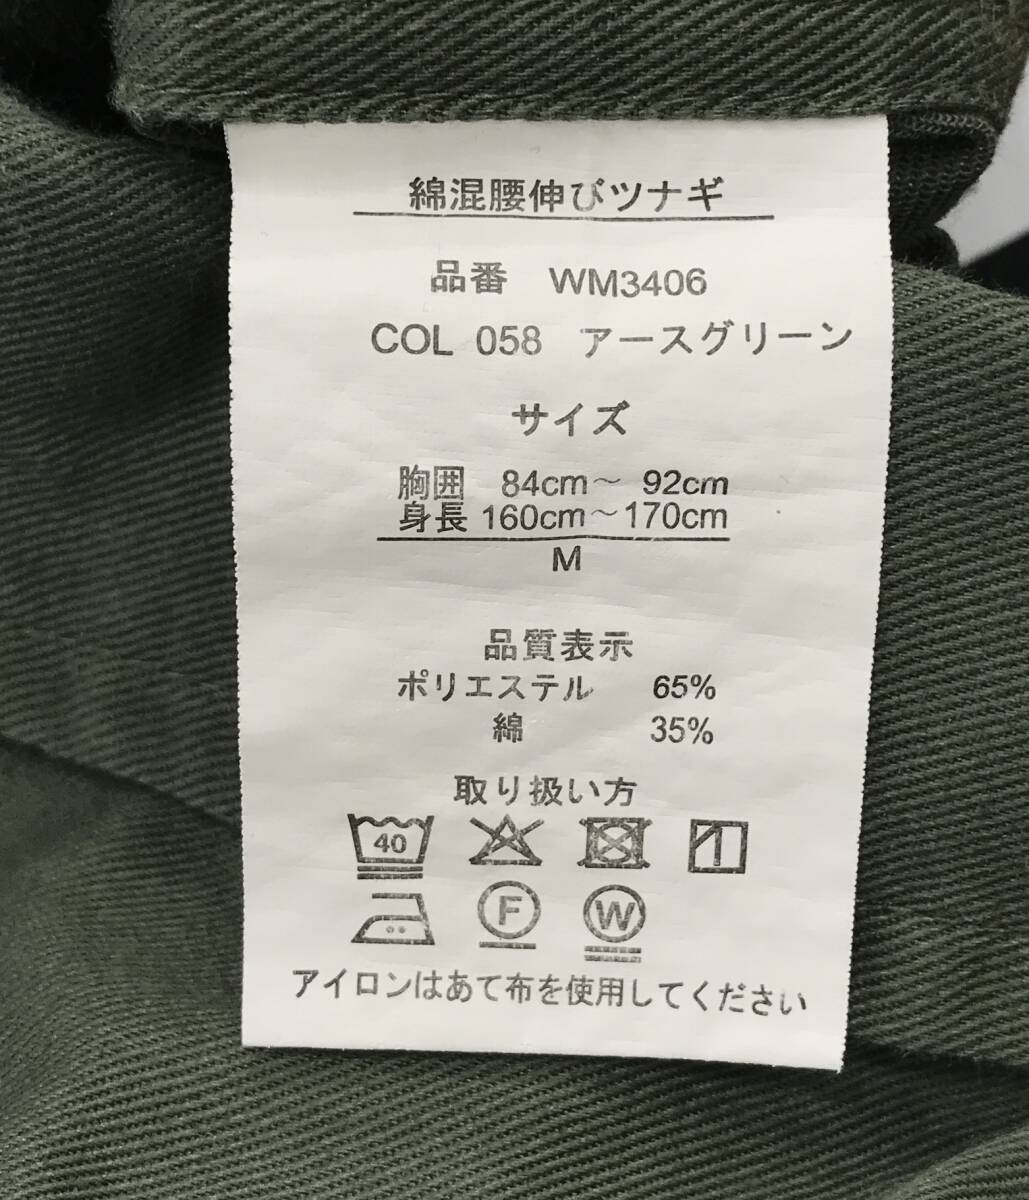 綿混腰伸びツナギ
品番 WM3406
COL 058 アースグリーン
サイズ
胸囲 84cm～ 92cm
身長 160cm～170cm
M
品質表示
ポリエステル 65%
綿 35%
取り扱い方
40
F W
アイロンはあて布を使用してください